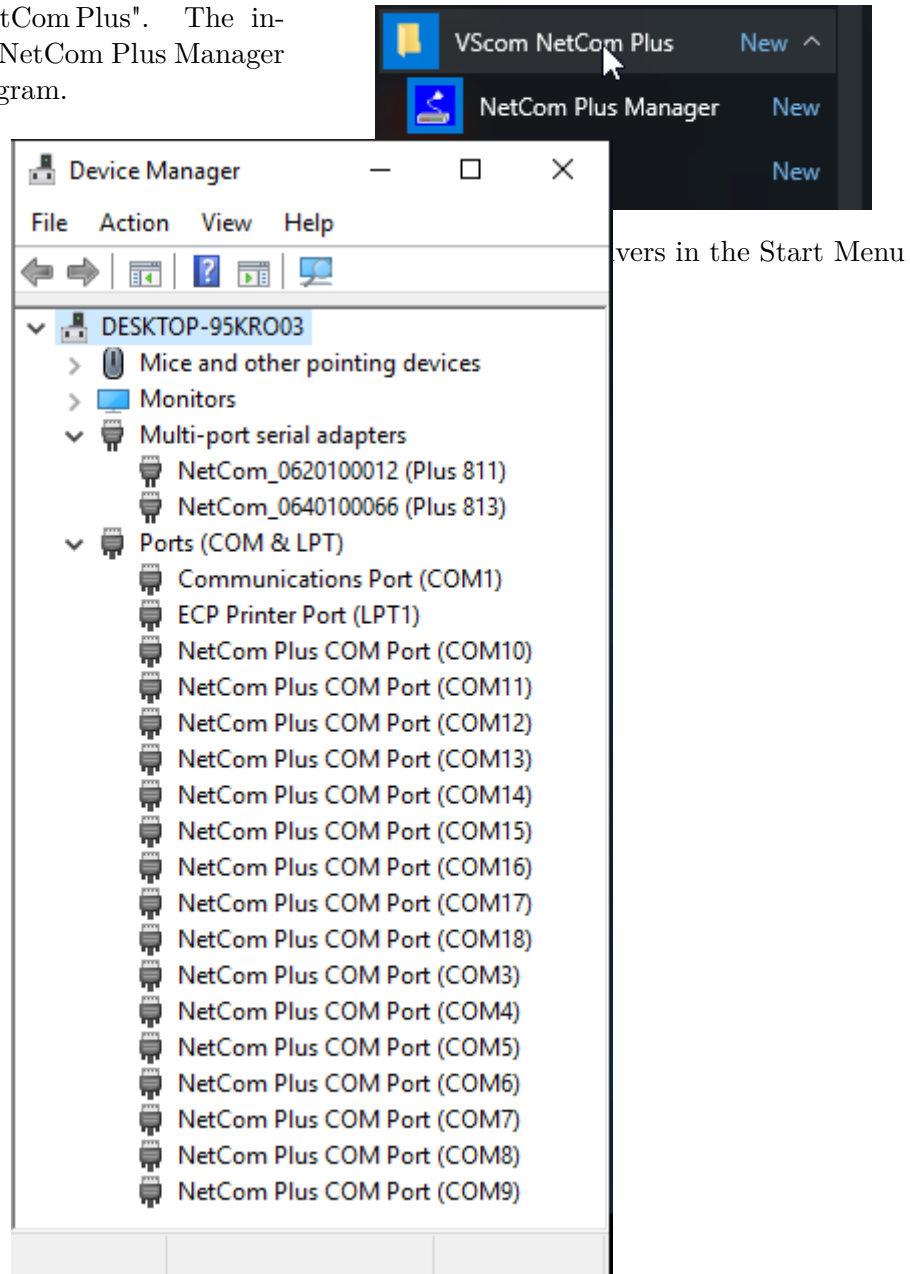 tCom Plus". The in-
NetCom Plus Manager
gram.
VScom NetCom Plus New
NetCom Plus Manager New
New
vers in the Start Menu
Device Manager
File Action View Help
DESKTOP-95KRO03
Mice and other pointing devices
Monitors
Multi-port serial adapters
NetCom_0620100012 (Plus 811)
NetCom_0640100066 (Plus 813)
Ports (COM & LPT)
Communications Port (COM1)
ECP Printer Port (LPT1)
NetCom Plus COM Port (COM10)
NetCom Plus COM Port (COM11)
NetCom Plus COM Port (COM12)
NetCom Plus COM Port (COM13)
NetCom Plus COM Port (COM14)
NetCom Plus COM Port (COM15)
NetCom Plus COM Port (COM16)
NetCom Plus COM Port (COM17)
NetCom Plus COM Port (COM18)
NetCom Plus COM Port (COM3)
NetCom Plus COM Port (COM4)
NetCom Plus COM Port (COM5)
NetCom Plus COM Port (COM6)
NetCom Plus COM Port (COM7)
NetCom Plus COM Port (COM8)
NetCom Plus COM Port (COM9)